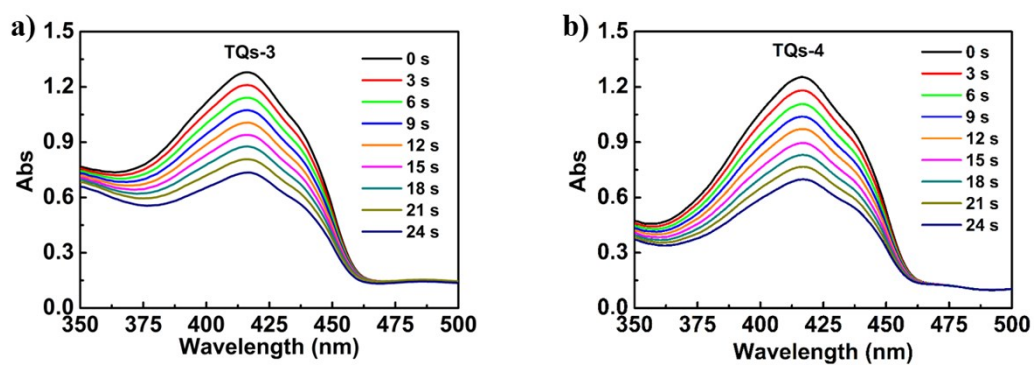 a)
TQs-3
0 s
3 s
6 s
9 s
12 s
15 s
18 s
21 s
24 s
1.5
1.2
0.9
0.6
0.3
0.0
Abs
350 375 400 425 450 475 500
Wavelength (nm)
b)
TQs-4
0 s
3 s
6 s
9 s
12 s
15 s
18 s
21 s
24 s
1.5
1.2
0.9
0.6
0.3
0.0
Abs
350 375 400 425 450 475 500
Wavelength (nm)